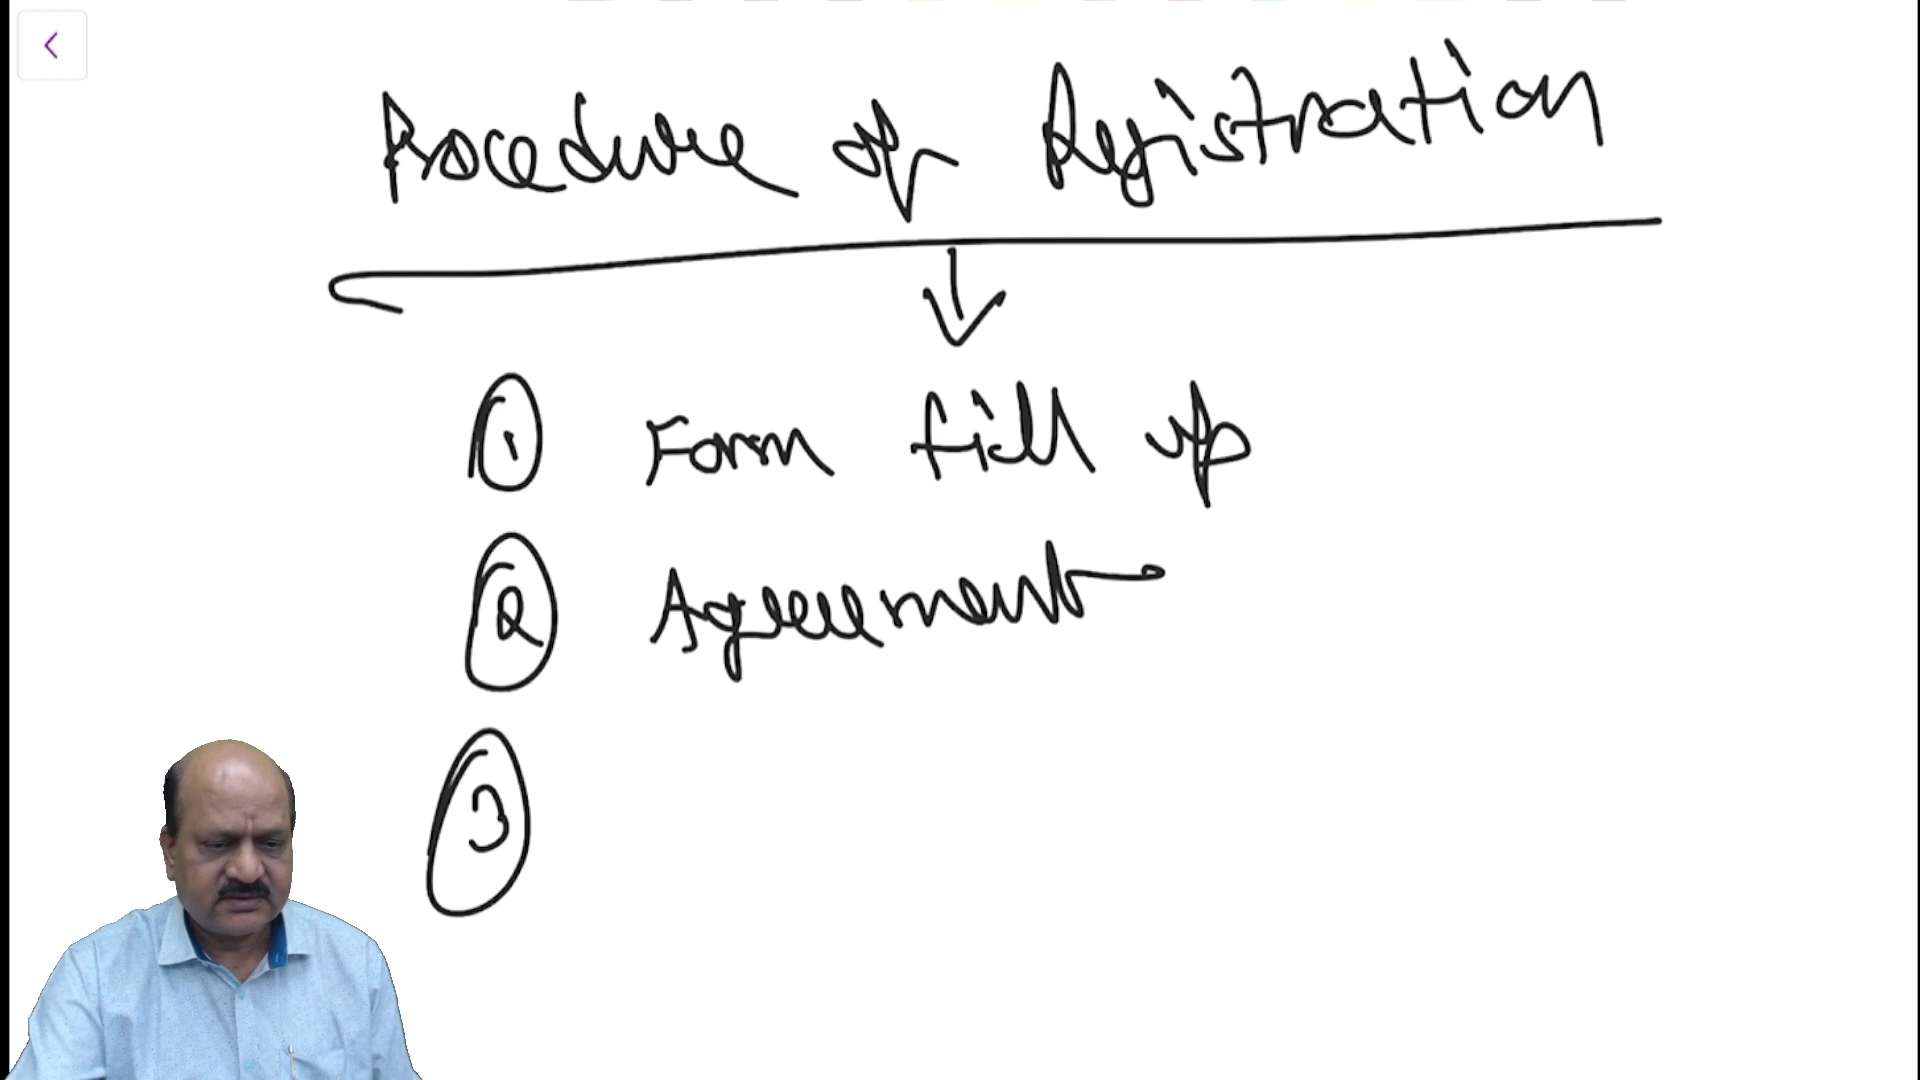 Procedure of Registration
① Form fill up
② Agreement
③